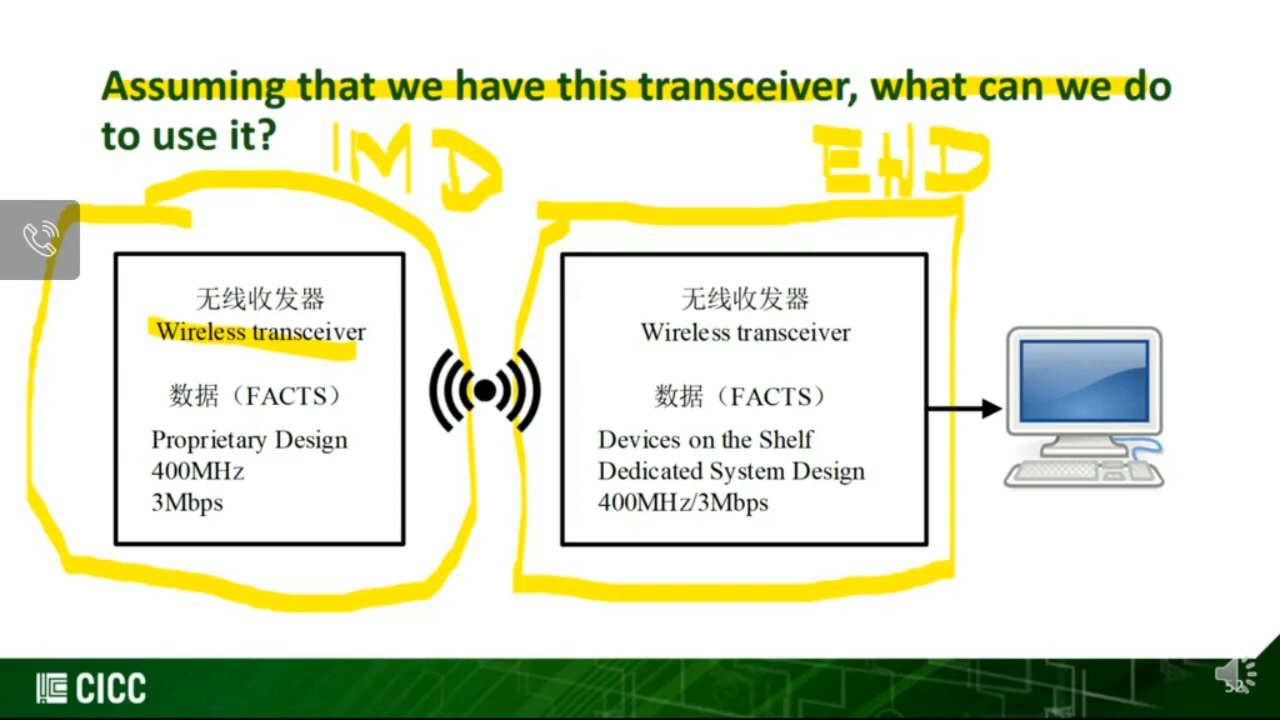 Assuming that we have this transceiver, what can we do
to use it?
IMD
END
无线收发器
Wireless transceiver
数据（FACTS）
Proprietary Design
400MHz
3Mbps
无线收发器
Wireless transceiver
数据（FACTS）
Devices on the Shelf
Dedicated System Design
400MHz/3Mbps
CICC
52